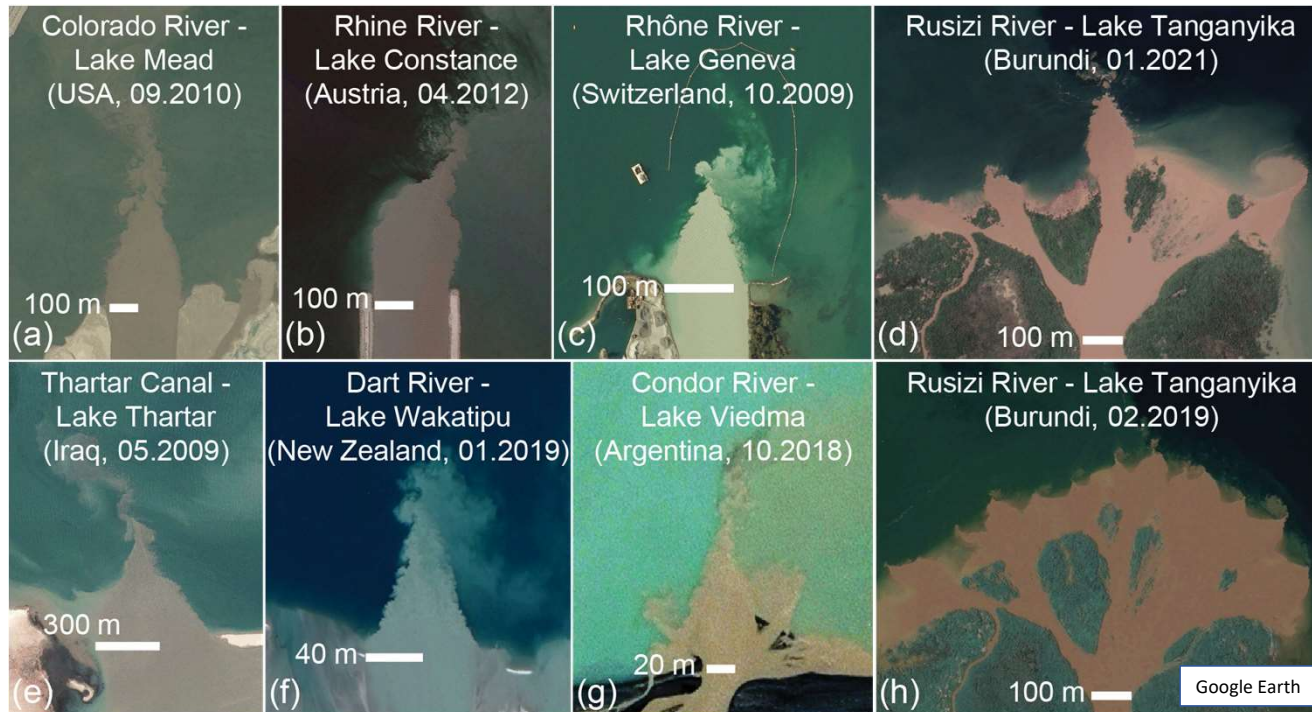 Colorado River -
Lake Mead
(USA, 09.2010)
100 m
(a)
Rhine River -
Lake Constance
(Austria, 04.2012)
100 m
(b)
Rhône River -
Lake Geneva
(Switzerland, 10.2009)
100 m
(c)
Rusizi River - Lake Tanganyika
(Burundi, 01.2021)
100 m
(d)
Thartar Canal -
Lake Thartar
(Iraq, 05.2009)
300 m
(e)
Dart River -
Lake Wakatipu
(New Zealand, 01.2019)
40 m
(f)
Condor River -
Lake Viedma
(Argentina, 10.2018)
20 m
(g)
Rusizi River - Lake Tanganyika
(Burundi, 02.2019)
100 m
(h)
Google Earth